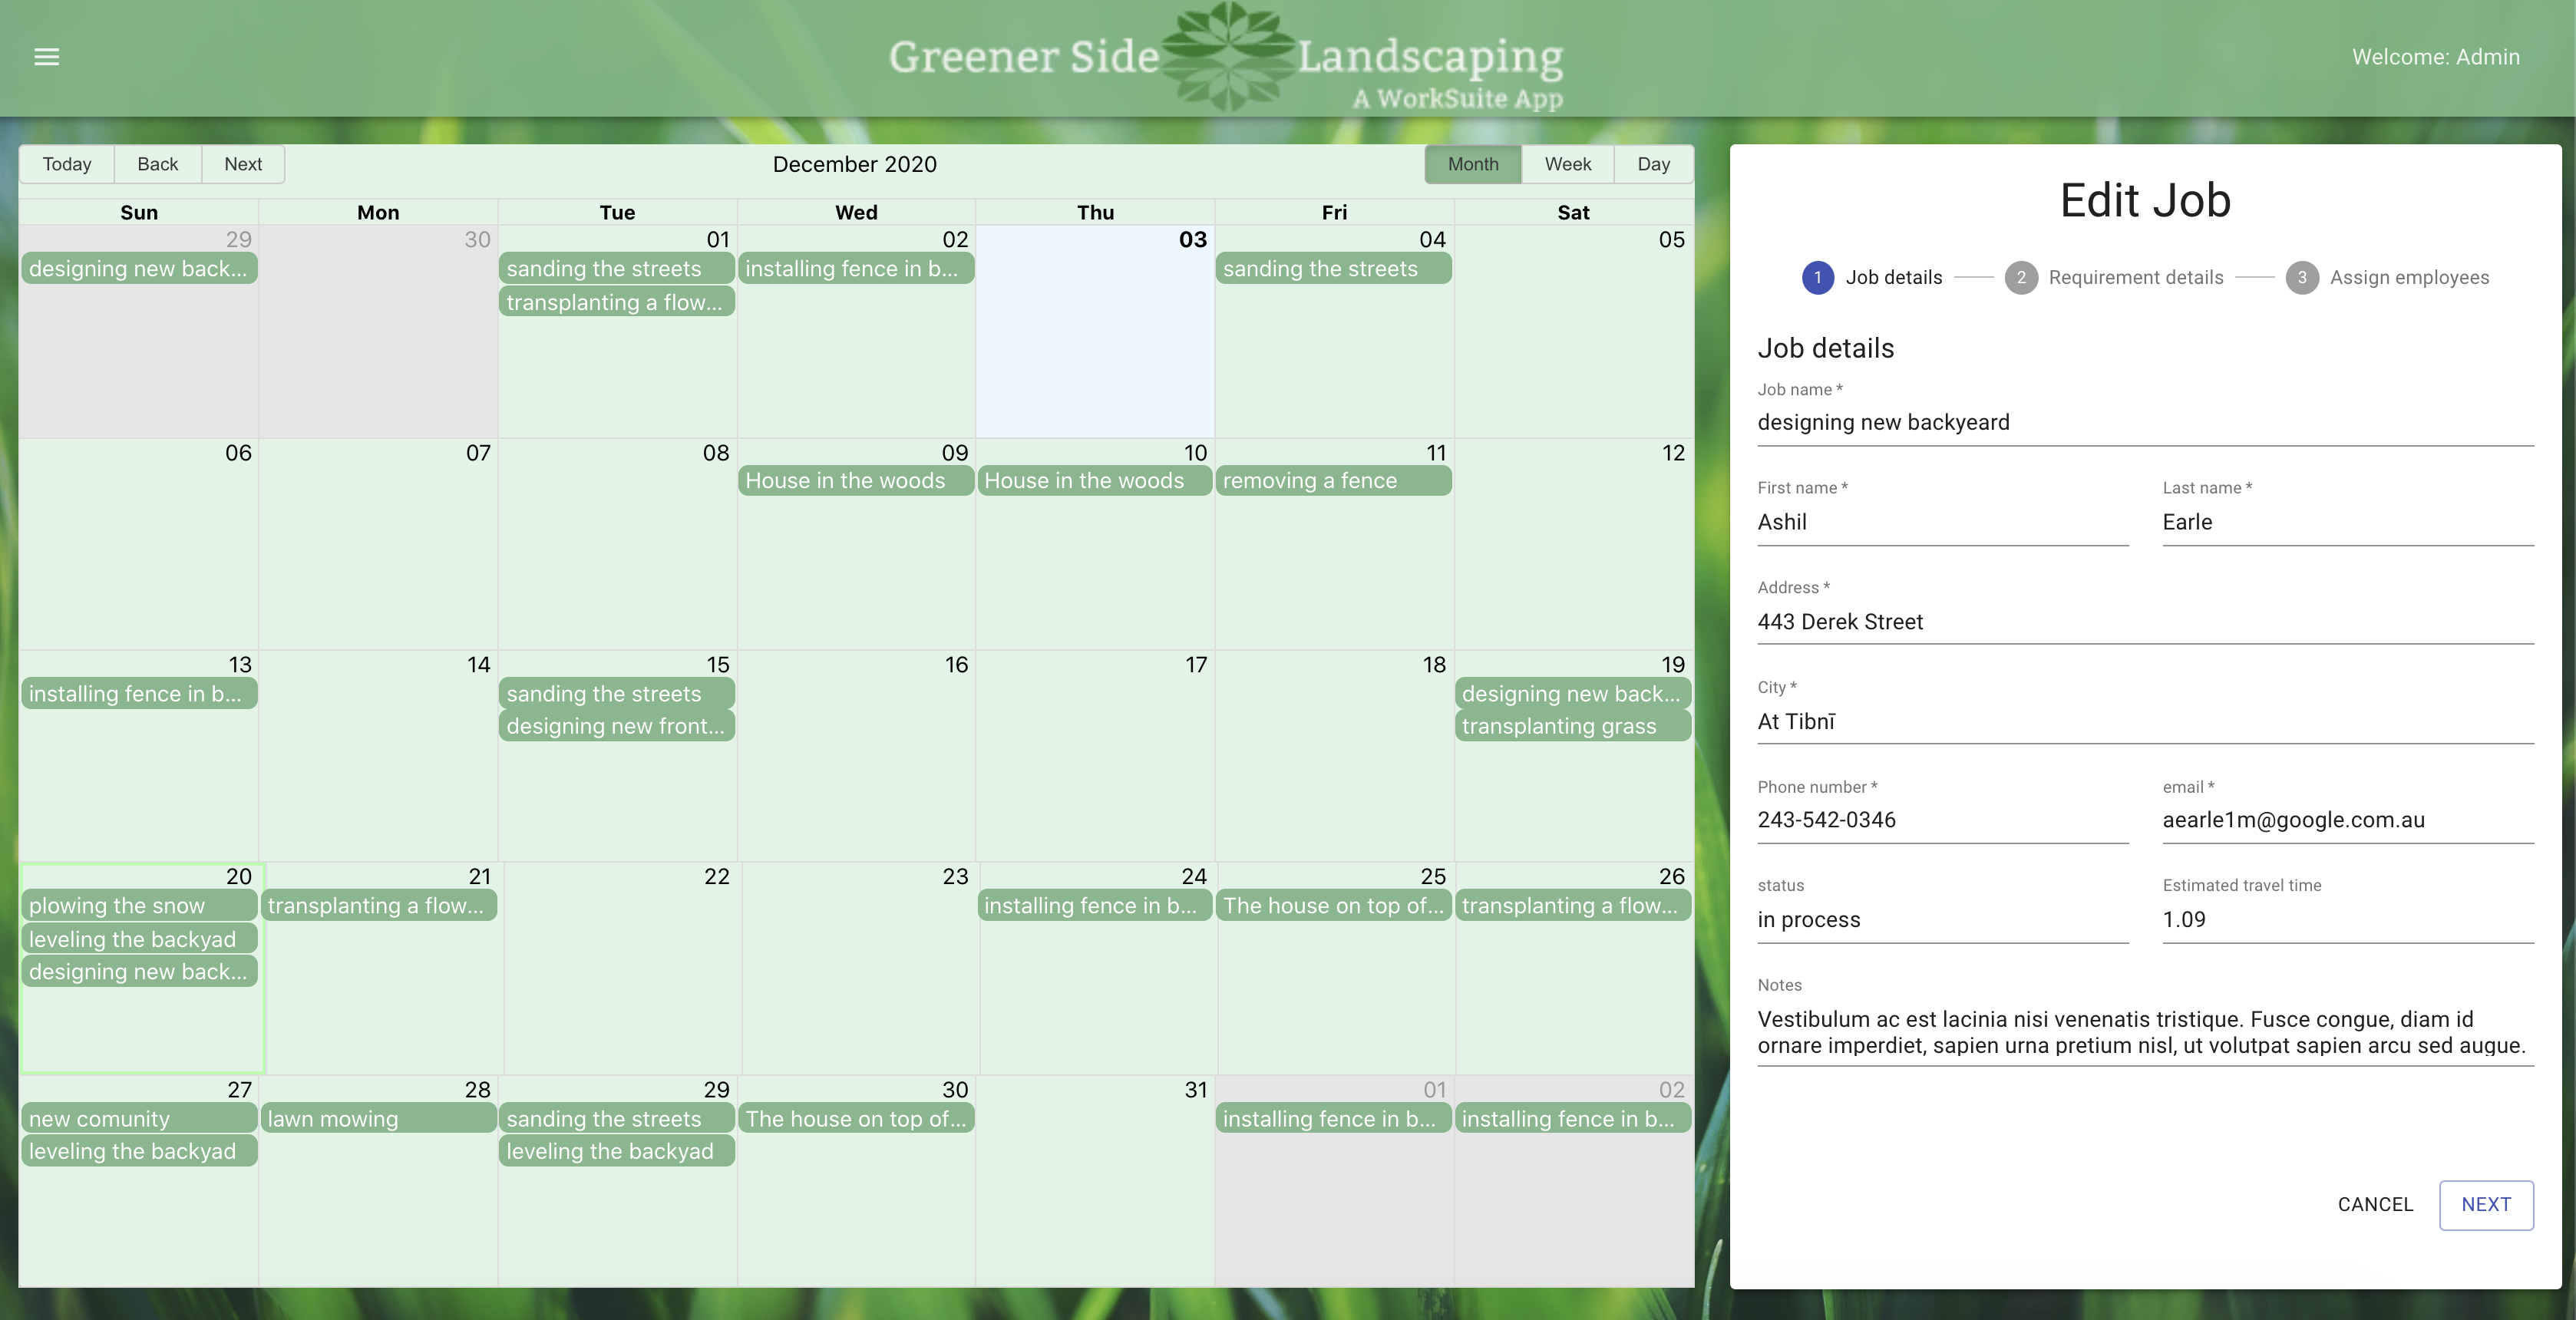 Greener Side Landscaping
A WorkSuite App
Welcome: Admin
Today Back Next
December 2020
Month Week Day
Sun Mon Tue Wed Thu Fri Sat
29 30 01 02 03 04 05
designing new back...
sanding the streets
transplanting a flow...
installing fence in b...
sanding the streets
06 07 08 09 10 11 12
House in the woods
House in the woods
removing a fence
13 14 15 16 17 18 19
installing fence in b...
sanding the streets
designing new front...
designing new back...
transplanting grass
20 21 22 23 24 25 26
plowing the snow
leveling the backyad
designing new back...
transplanting a flow...
installing fence in b...
The house on top of...
transplanting a flow...
27 28 29 30 31 01 02
new comunity
leveling the backyad
lawn mowing
sanding the streets
leveling the backyad
The house on top of...
installing fence in b...
installing fence in b...
Edit Job
1 Job details 2 Requirement details 3 Assign employees
Job details
Job name *
designing new backyeard
First name * Last name *
Ashil Earle
Address *
443 Derek Street
City *
At Tibnī
Phone number * email *
243-542-0346 aearle1m@google.com.au
status Estimated travel time
in process 1.09
Notes
Vestibulum ac est lacinia nisi venenatis tristique. Fusce congue, diam id
ornare imperdiet, sapien urna pretium nisl, ut volutpat sapien arcu sed augue.
CANCEL NEXT